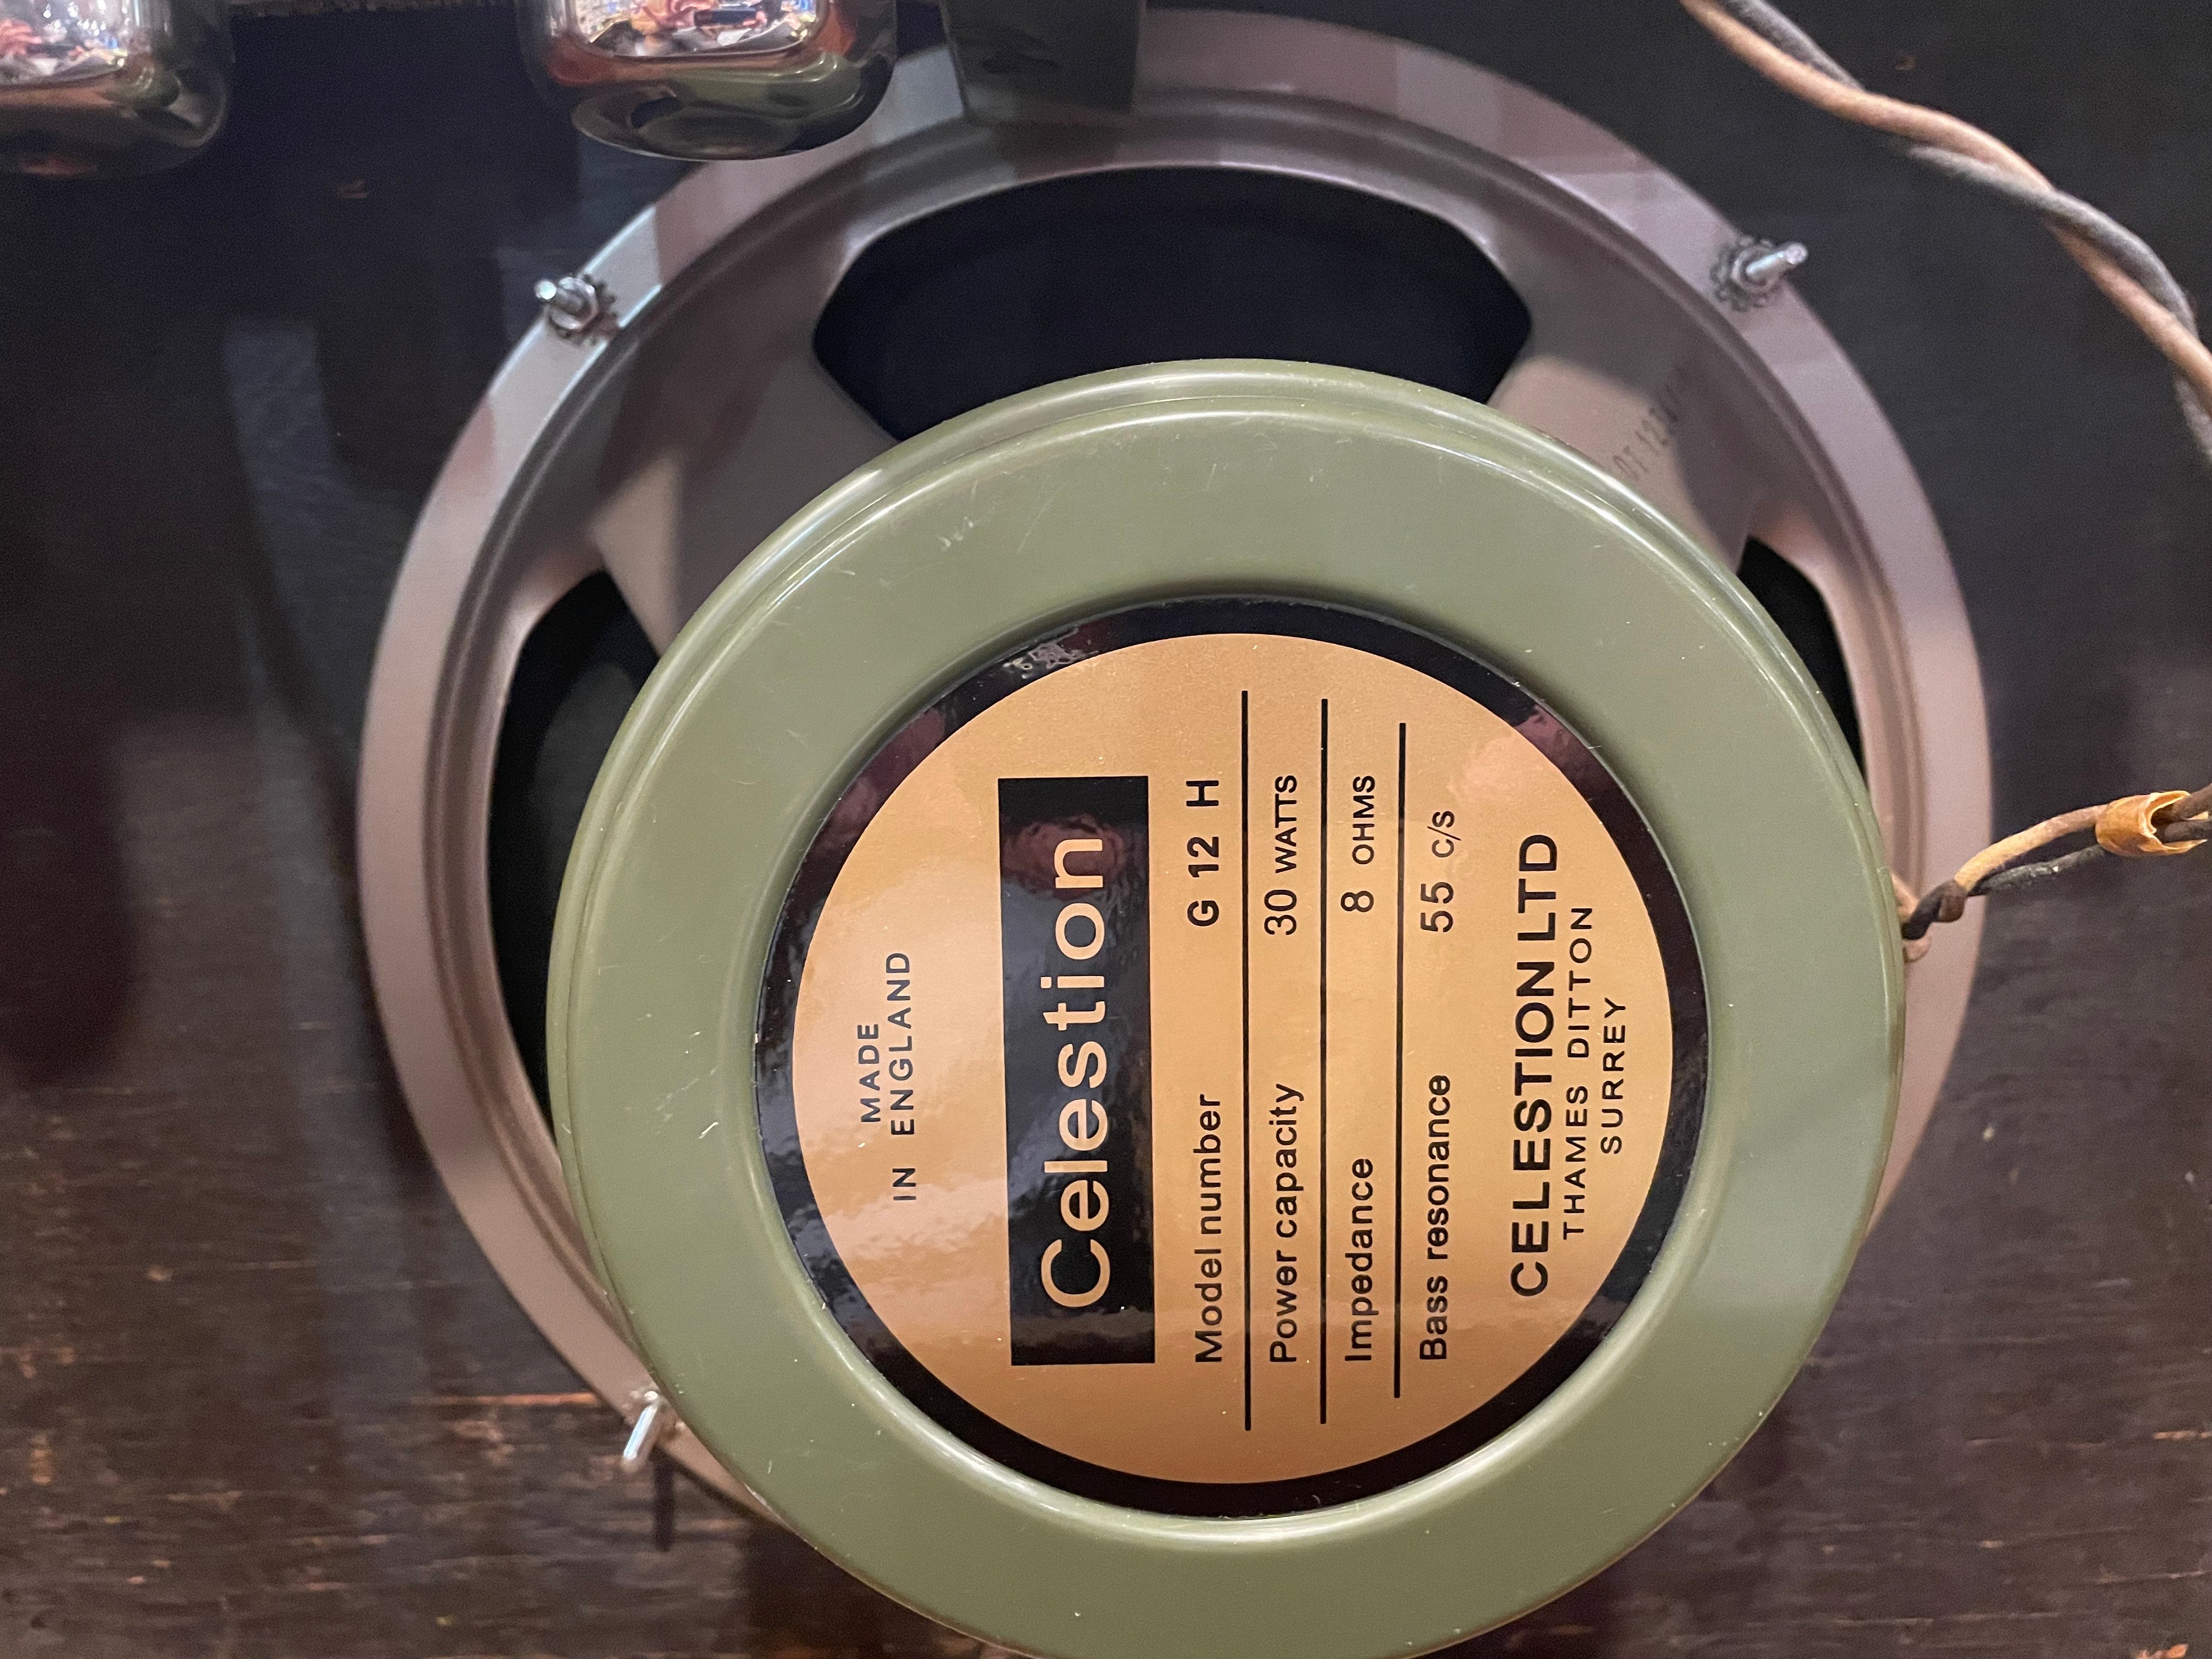 MADE
IN ENGLAND
Celestion
Model number G 12 H
Power capacity 30 WATTS
Impedance 8 OHMS
Bass resonance 55 c/s
CELESTION LTD
THAMES DITTON
SURREY